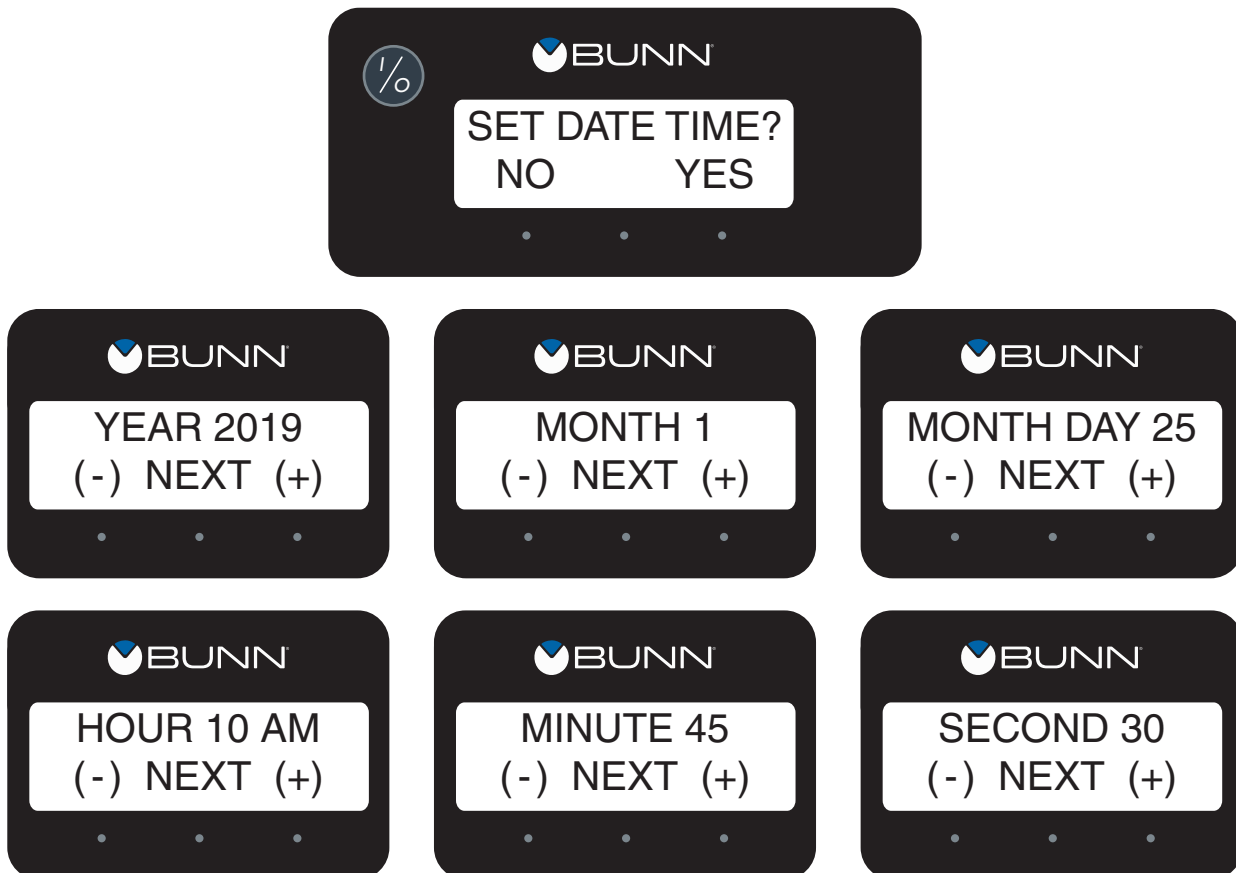 I/O
BUNN
SET DATE TIME?
NO YES
BUNN
YEAR 2019
(-) NEXT (+)
BUNN
MONTH 1
(-) NEXT (+)
BUNN
MONTH DAY 25
(-) NEXT (+)
BUNN
HOUR 10 AM
(-) NEXT (+)
BUNN
MINUTE 45
(-) NEXT (+)
BUNN
SECOND 30
(-) NEXT (+)